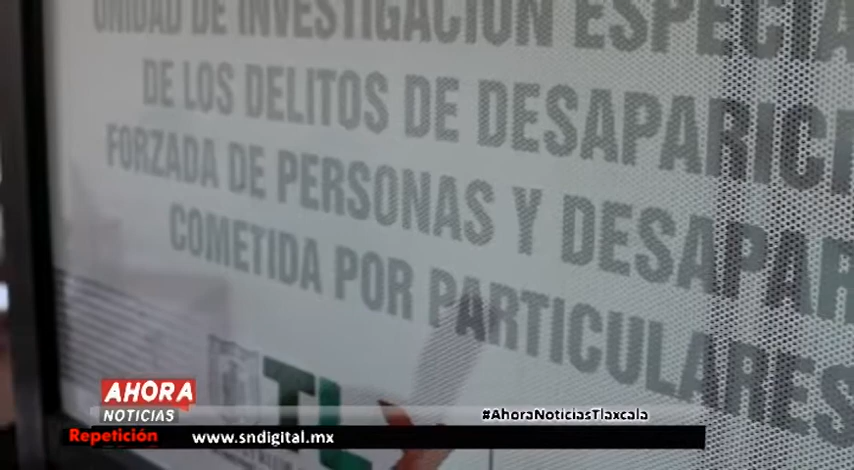 UNIDAD DE INVESTIGACIÓN ESPECIA
DE LOS DELITOS DE DESAPARICI
FORZADA DE PERSONAS Y DESAPAR
COMETIDA POR PARTICULARES
TL
AHORA
NOTICIAS
#AhoraNoticiasTlaxcala
Repetición
www.sndigital.mx